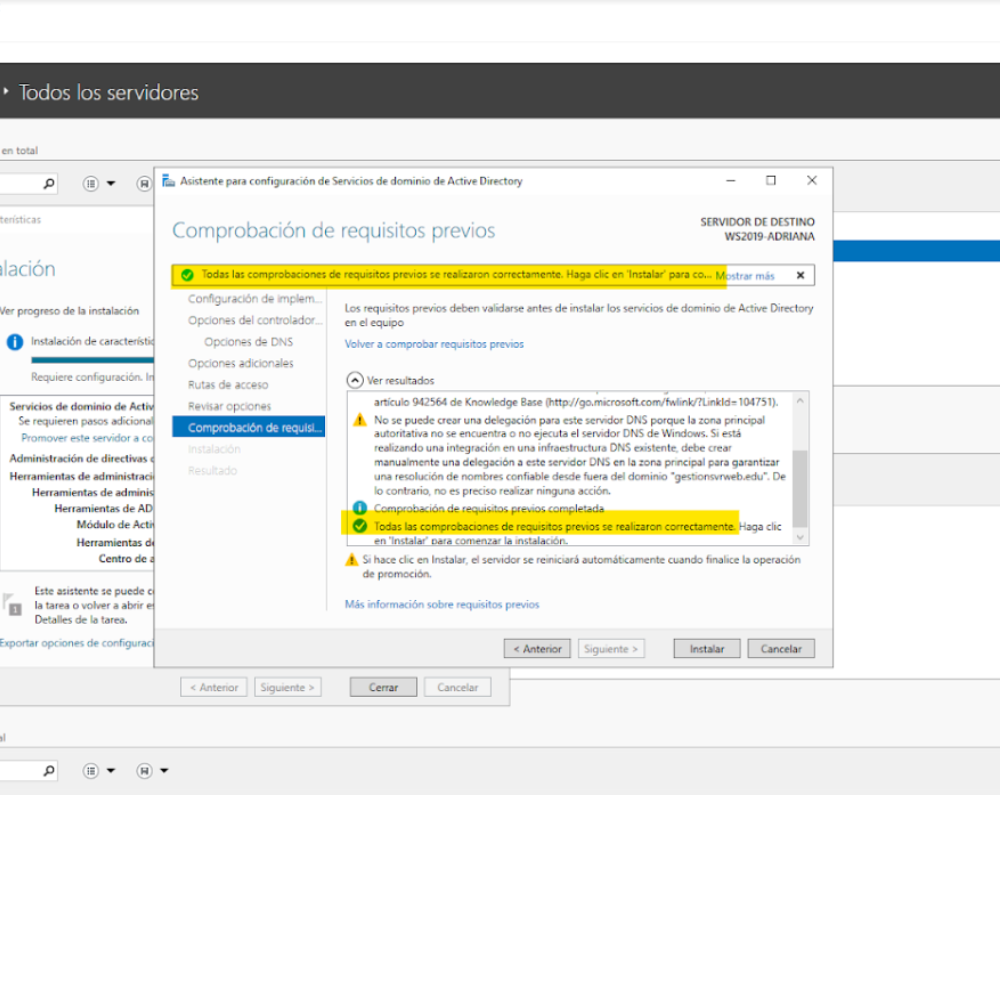 Todos los servidores
en total
Asistente para configuración de Servicios de dominio de Active Directory
Comprobación de requisitos previos
SERVIDOR DE DESTINO
WS2019-ADRIANA
Todas las comprobaciones de requisitos previos se realizaron correctamente. Haga clic en 'Instalar' para co...
Mostrar más
Configuración de implem...
Opciones del controlador...
Opciones de DNS
Opciones adicionales
Rutas de acceso
Revisar opciones
Comprobación de requisi...
Instalación
Resultado
Los requisitos previos deben validarse antes de instalar los servicios de dominio de Active Directory
en el equipo
Volver a comprobar requisitos previos
Ver resultados
artículo 942564 de Knowledge Base (http://go.microsoft.com/fwlink/?LinkId=104751).
No se puede crear una delegación para este servidor DNS porque la zona principal
autoritativa no se encuentra o no ejecuta el servidor DNS de Windows. Si está
realizando una integración en una infraestructura DNS existente, debe crear
manualmente una delegación a este servidor DNS en la zona principal para garantizar
una resolución de nombres confiable desde fuera del dominio "gestionsvrweb.edu". De
lo contrario, no es preciso realizar ninguna acción.
Comprobación de requisitos previos completada
Todas las comprobaciones de requisitos previos se realizaron correctamente. Haga clic
en 'Instalar' para comenzar la instalación.
Si hace clic en Instalar, el servidor se reiniciará automáticamente cuando finalice la operación
de promoción.
Más información sobre requisitos previos
< Anterior
Siguiente >
Instalar
Cancelar
terísticas
alación
Ver progreso de la instalación
Instalación de característic
Requiere configuración. In
Servicios de dominio de Activ
Se requieren pasos adicional
Promover este servidor a co
Administración de directivas d
Herramientas de administraci
Herramientas de adminis
Herramientas de AD
Módulo de Acti
Herramientas d
Centro de a
Este asistente se puede c
la tarea o volver a abrir es
Detalles de la tarea.
1
Exportar opciones de configuraci
< Anterior
Siguiente >
Cerrar
Cancelar
al